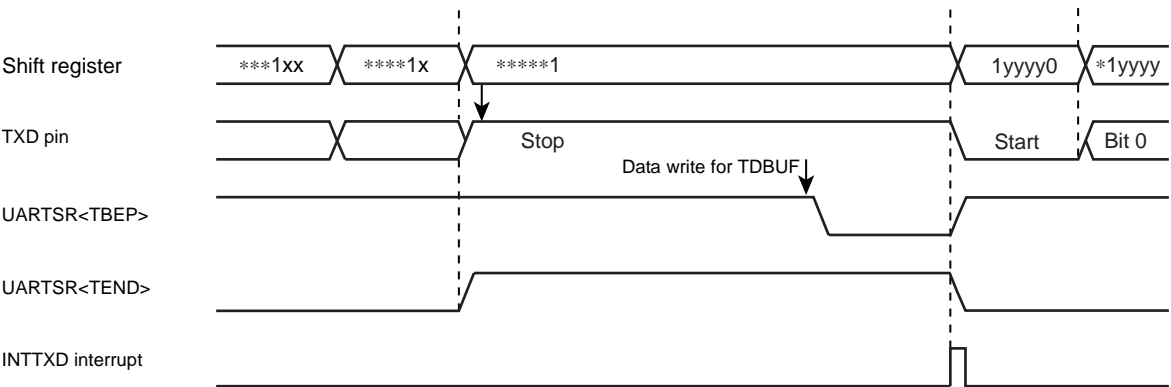 Shift register ***1xx ****1x *****1 1yyyy0 *1yyyy
TXD pin Stop Start Bit 0
Data write for TDBUF
UARTSR<TBEP>
UARTSR<TEND>
INTTXD interrupt